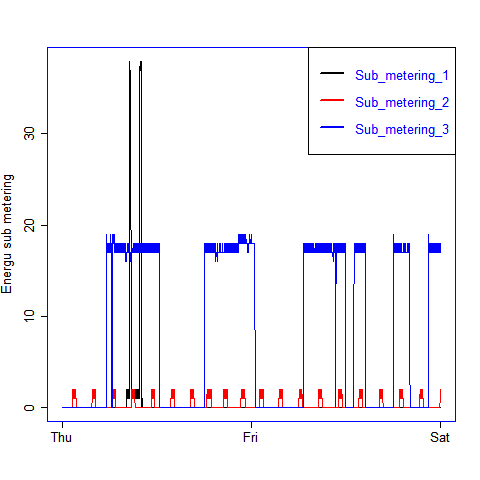 Sub_metering_1
Sub_metering_2
Sub_metering_3
Energu sub metering
30
20
10
0
Thu Fri Sat